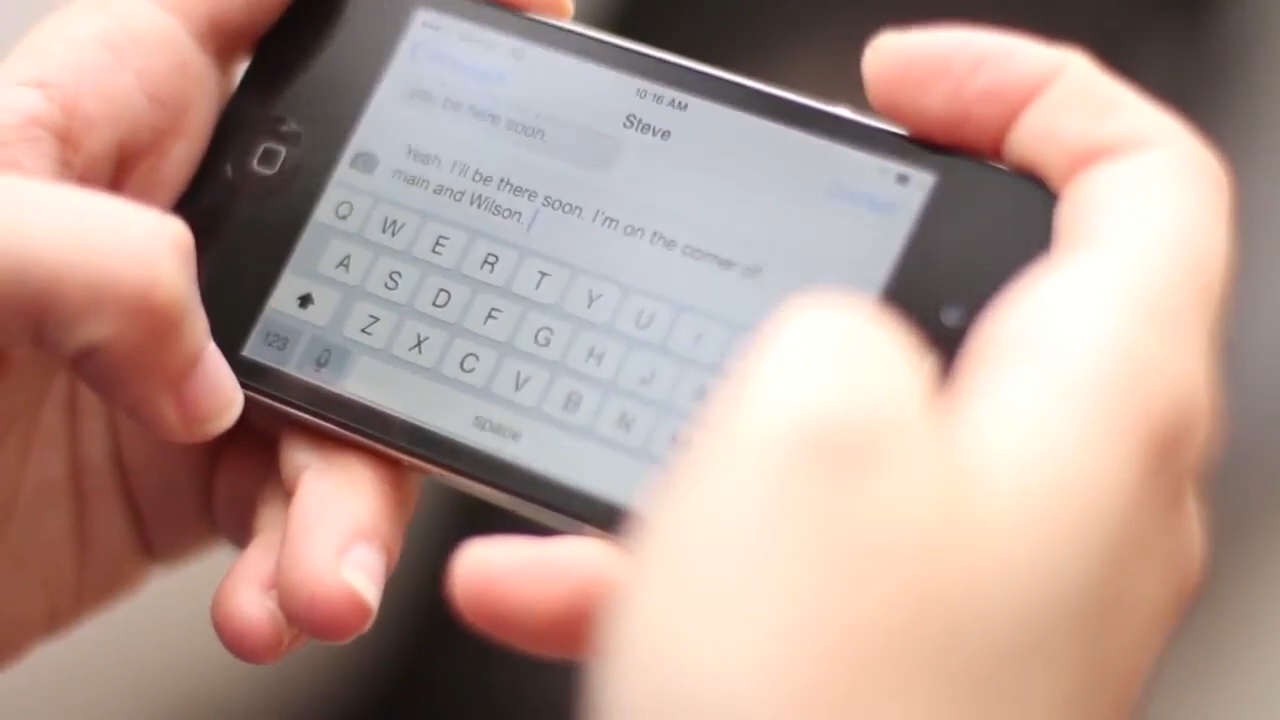 10:16 AM
Steve
you be here soon.
Yeah. I'll be there soon. I'm on the corner of
main and Wilson.
Q W E R T Y U
A S D F G H J
Z X C V B N
123
space